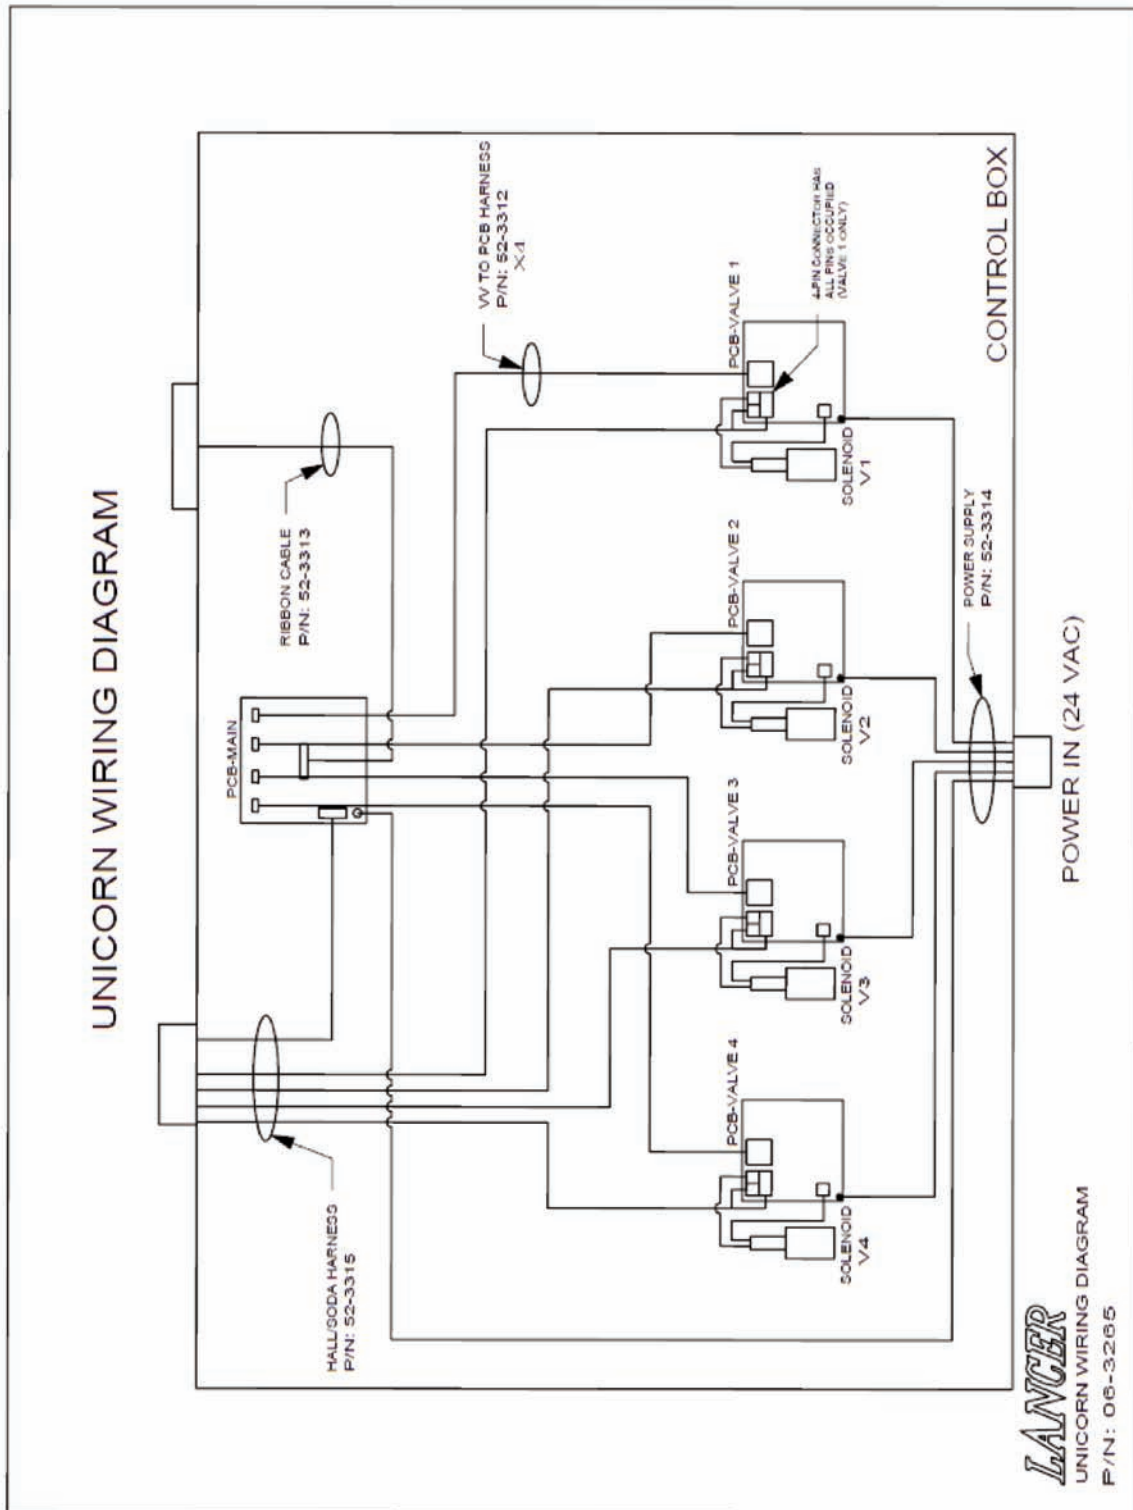 UNICORN WIRING DIAGRAM
HALL/SODA HARNESS
P/N: 52-3315
PCB-MAIN
RIBBON CABLE
P/N: 52-3313
VV TO PCB HARNESS
P/N: 52-3312
X4
PCB-VALVE 4
PCB-VALVE 3
PCB-VALVE 2
PCB-VALVE 1
4-PIN CONNECTOR HAS
ALL PINS OCCUPIED
(VALVE 1 ONLY)
SOLENOID
V4
SOLENOID
V3
SOLENOID
V2
SOLENOID
V1
POWER SUPPLY
P/N: 52-3314
CONTROL BOX
POWER IN (24 VAC)
LANCER
UNICORN WIRING DIAGRAM
P/N: 06-3265